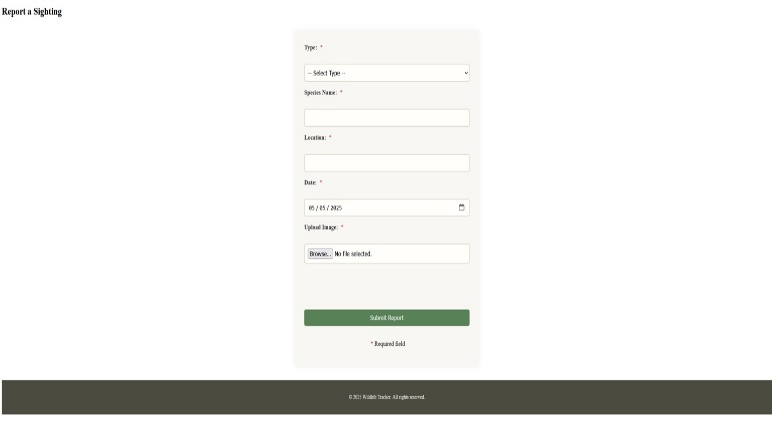 Report a Sighting
Type: *
-- Select Type --
Species Name: *
Location: *
Date: *
05 / 05 / 2025
Upload Image: *
Browse... No file selected.
Submit Report
* Required field
© 2025 Wildlife Tracker. All rights reserved.